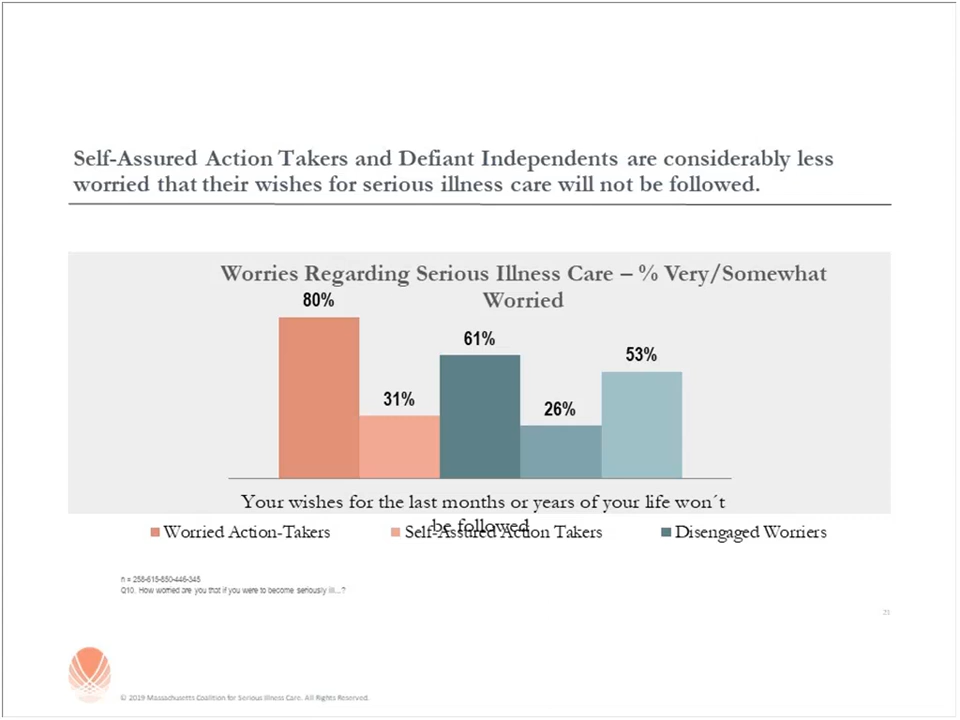 Self-Assured Action Takers and Defiant Independents are considerably less
worried that their wishes for serious illness care will not be followed.
Worries Regarding Serious Illness Care – % Very/Somewhat
Worried
80%
31%
61%
26%
53%
Your wishes for the last months or years of your life won´t
be followed
Worried Action-Takers
Self-Assured Action Takers
Disengaged Worriers
n = 258-615-850-446-345
Q10. How worried are you that if you were to become seriously ill...?
21
© 2019 Massachusetts Coalition for Serious Illness Care. All Rights Reserved.